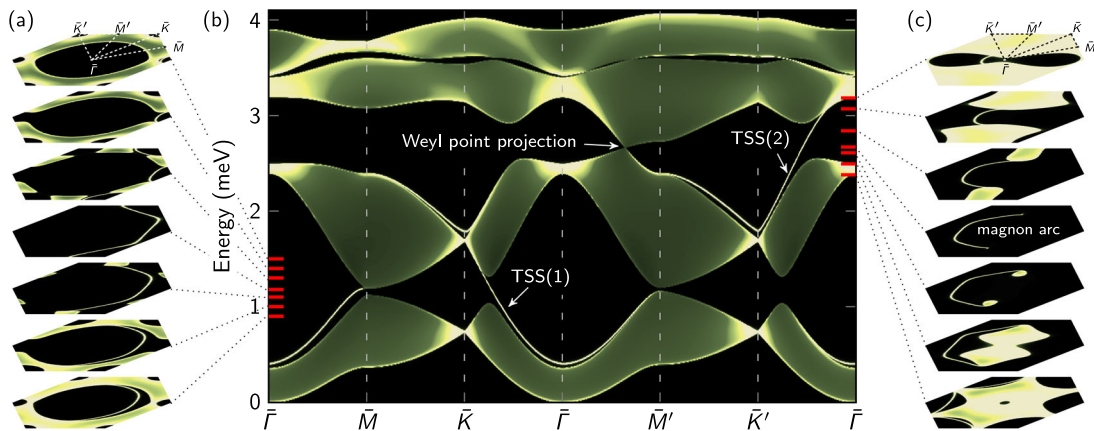 (a)
K̄′ M̄′ K̄
M̄
Γ̄
(b)
Energy (meV)
4
3
2
1
0
Weyl point projection
TSS(2)
TSS(1)
Γ̄ M̄ K̄ Γ̄ M̄′ K̄′ Γ̄
(c)
K̄′ M̄′ K̄
M̄
Γ̄
magnon arc